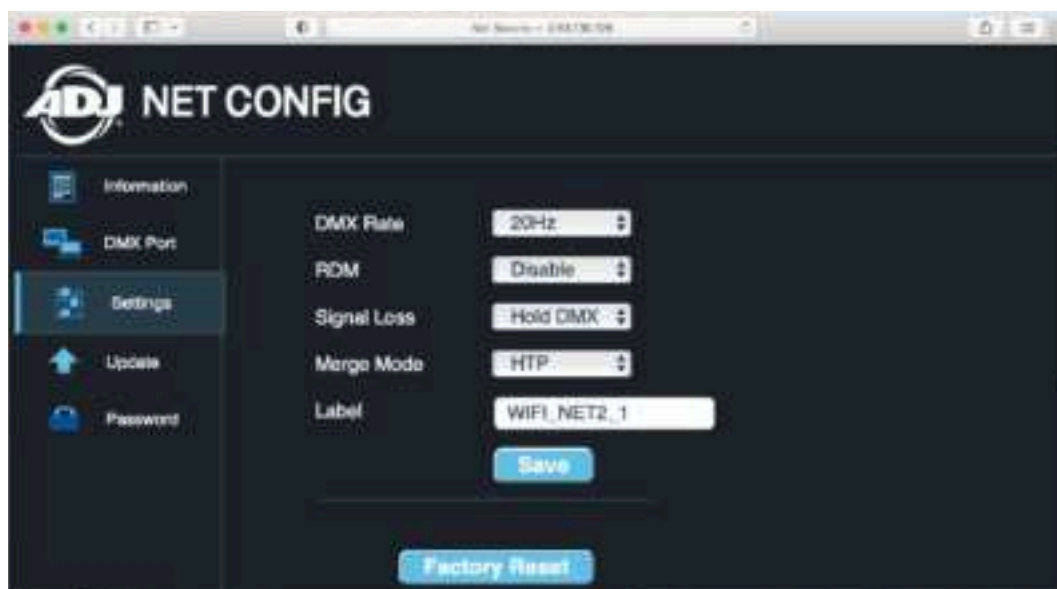 ADJ NET CONFIG
Information
DMX Port
Settings
Update
Password
DMX Rate 20Hz
RDM Disable
Signal Loss Hold DMX
Merge Mode HTP
Label WIFI_NET2_1
Save
Factory Reset